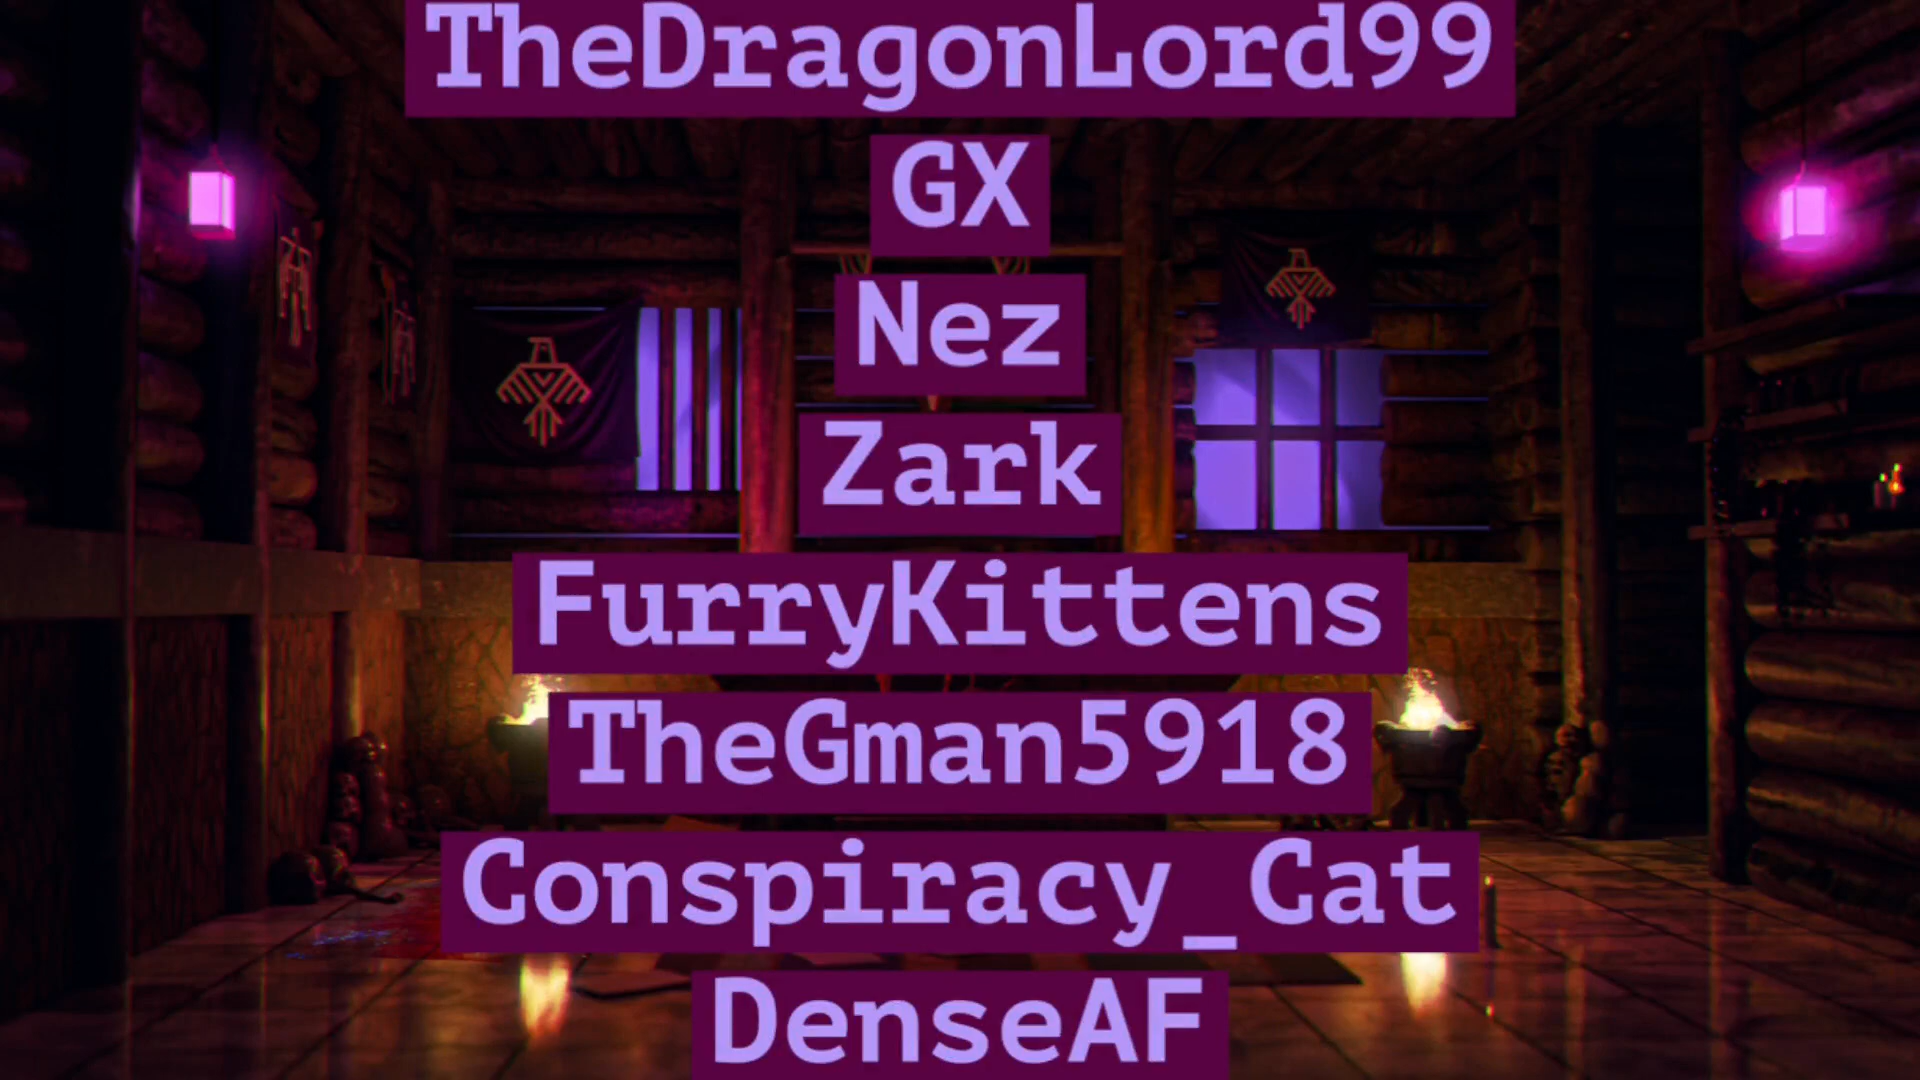 TheDragonLord99
GX
Nez
Zark
FurryKittens
TheGman5918
Conspiracy_Cat
DenseAF